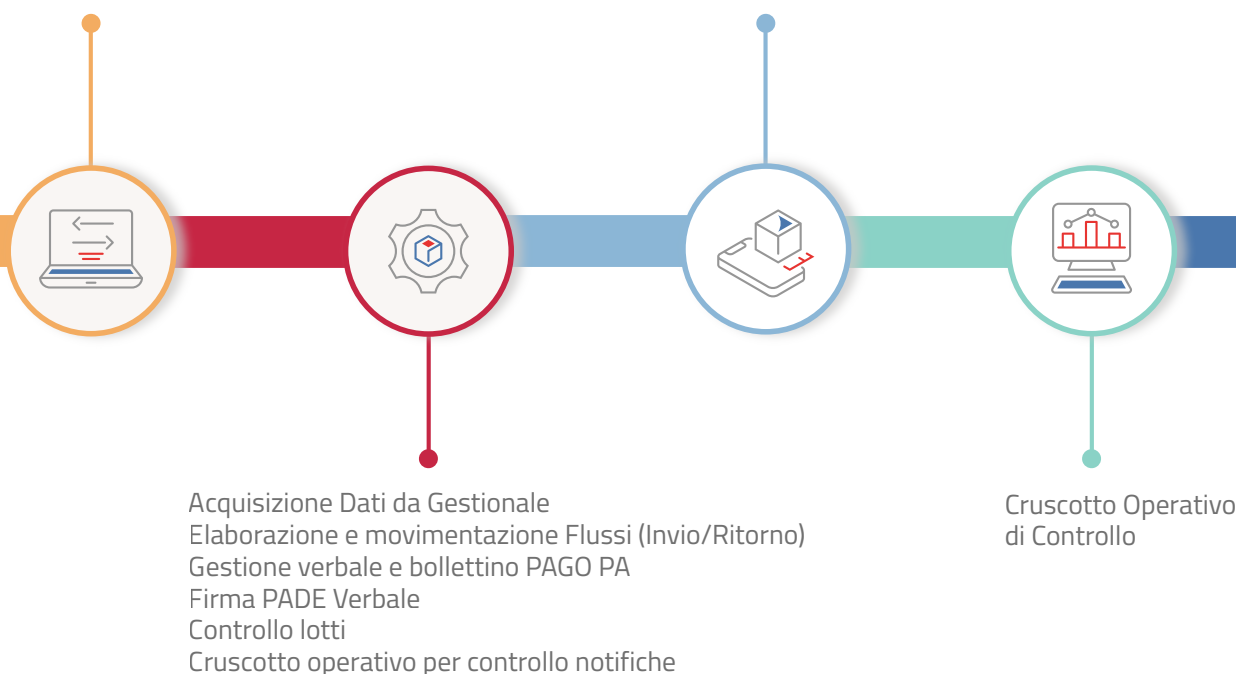 Acquisizione Dati da Gestionale
Elaborazione e movimentazione Flussi (Invio/Ritorno)
Gestione verbale e bollettino PAGO PA
Firma PADE Verbale
Controllo lotti
Cruscotto operativo per controllo notifiche
Cruscotto Operativo
di Controllo